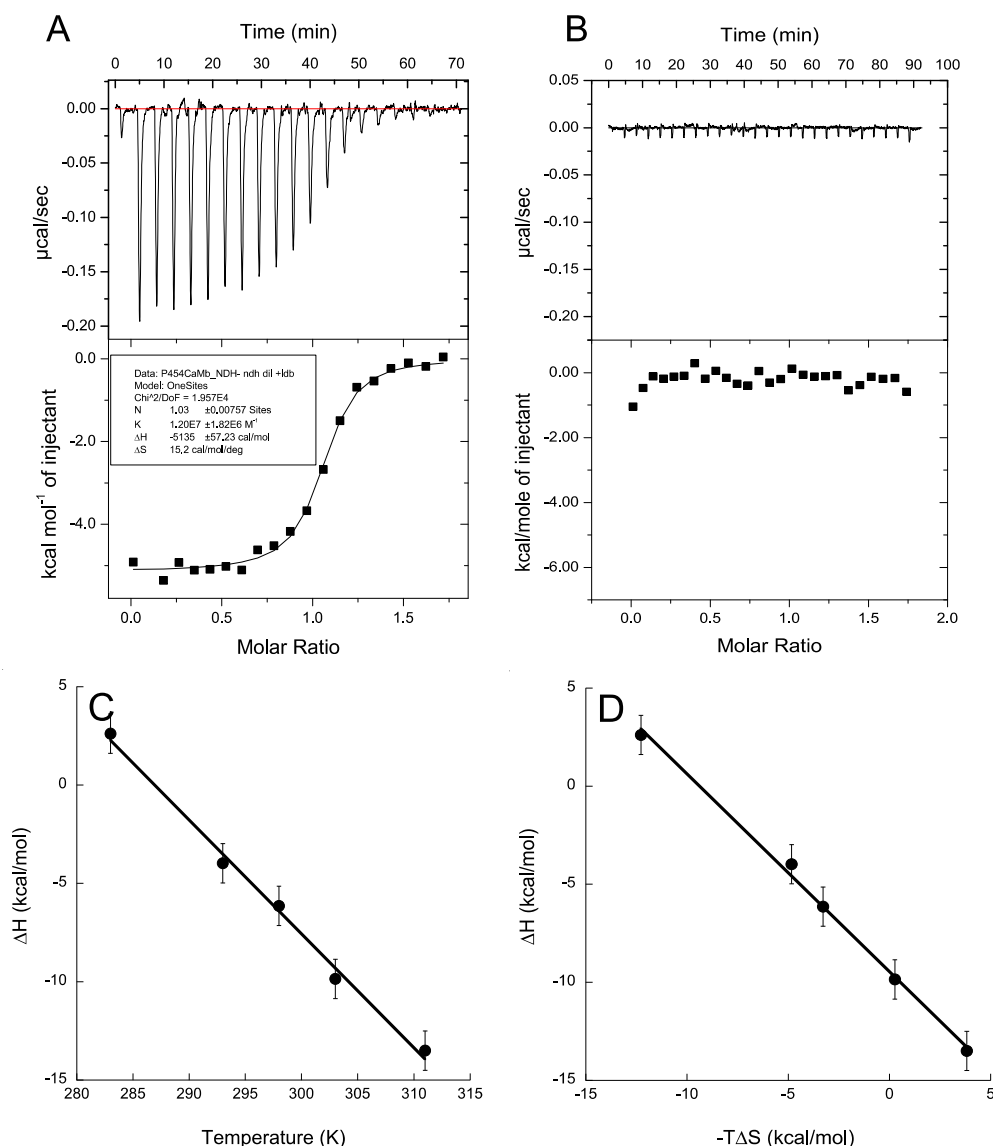 A
Time (min)
0 10 20 30 40 50 60 70
0.00
-0.05
-0.10
-0.15
-0.20
µcal/sec
Data: P454CaMb_NDH- ndh dil +ldb
Model: OneSites
Chi^2/DoF = 1.957E4
N 1.03 ±0.00757 Sites
K 1.20E7 ±1.82E6 M⁻¹
ΔH -5135 ±57.23 cal/mol
ΔS 15,2 cal/mol/deg
0.0
-2.0
-4.0
kcal mol⁻¹ of injectant
0.0 0.5 1.0 1.5
Molar Ratio
B
Time (min)
0 10 20 30 40 50 60 70 80 90 100
0.05
0.00
-0.05
-0.10
-0.15
-0.20
µcal/sec
0.00
-2.00
-4.00
-6.00
kcal/mole of injectant
0.0 0.5 1.0 1.5 2.0
Molar Ratio
C
5
0
-5
-10
-15
ΔH (kcal/mol)
280 285 290 295 300 305 310 315
Temperature (K)
D
5
0
-5
-10
-15
ΔH (kcal/mol)
-15 -10 -5 0 5
-TΔS (kcal/mol)